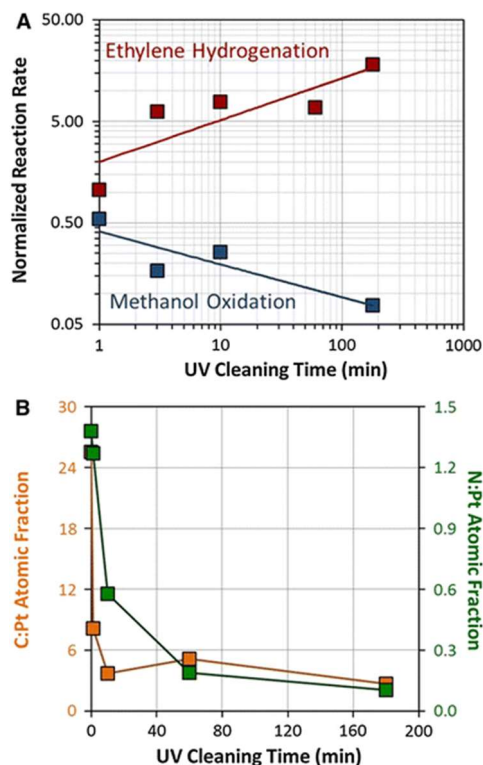 A
50.00
Ethylene Hydrogenation
5.00
Normalized Reaction Rate
0.50
Methanol Oxidation
0.05
1 10 100 1000
UV Cleaning Time (min)
B
30 1.5
24 1.2
18 0.9
C:Pt Atomic Fraction
N:Pt Atomic Fraction
12 0.6
6 0.3
0 0.0
0 40 80 120 160 200
UV Cleaning Time (min)